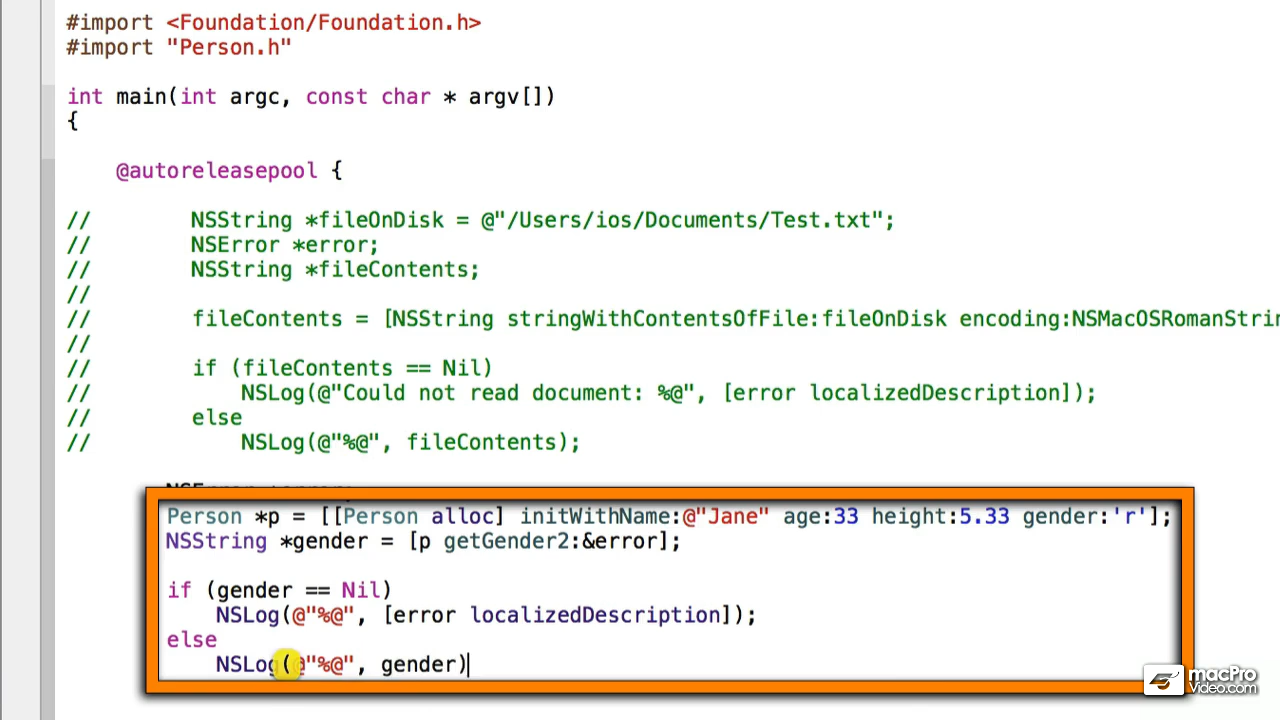 #import <Foundation/Foundation.h>
#import "Person.h"
int main(int argc, const char * argv[])
{
@autoreleasepool {
// NSString *fileOnDisk = @"/Users/ios/Documents/Test.txt";
// NSError *error;
// NSString *fileContents;
//
// fileContents = [NSString stringWithContentsOfFile:fileOnDisk encoding:NSMacOSRomanStrin
//
// if (fileContents == Nil)
// NSLog(@"Could not read document: %@", [error localizedDescription]);
// else
// NSLog(@"%@", fileContents);
Person *p = [[Person alloc] initWithName:@"Jane" age:33 height:5.33 gender:'r'];
NSString *gender = [p getGender2:&error];
if (gender == Nil)
NSLog(@"%@", [error localizedDescription]);
else
NSLog(@"%@", gender)
macPro
Video.com